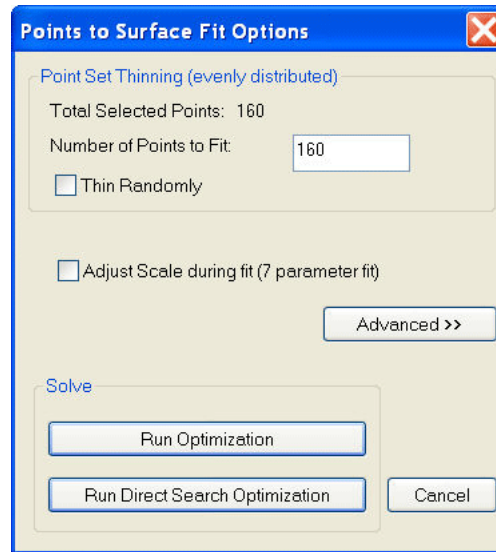 Points to Surface Fit Options
Point Set Thinning (evenly distributed)
Total Selected Points: 160
Number of Points to Fit: 160
Thin Randomly
Adjust Scale during fit (7 parameter fit)
Advanced >>
Solve
Run Optimization
Run Direct Search Optimization Cancel